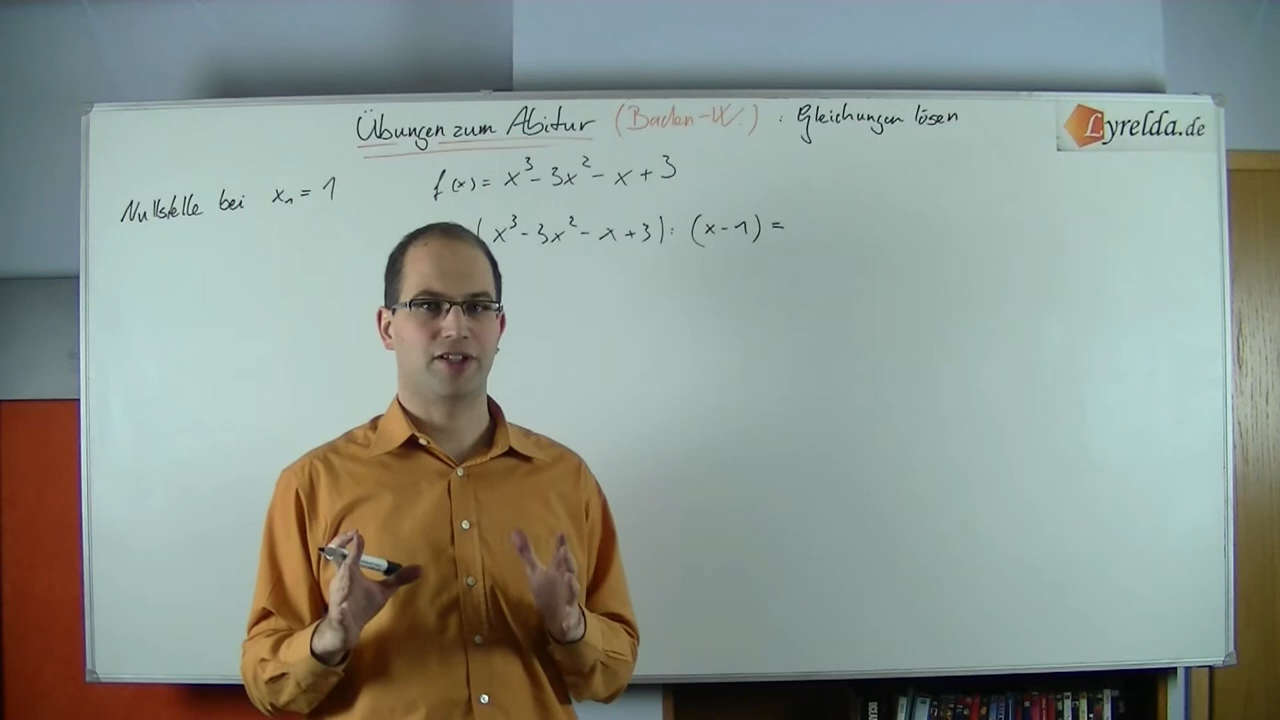 Übungen zum Abitur (Baden-W.) : Gleichungen lösen
Lyrelda.de
Nullstelle bei x₁ = 1
f(x) = x³ - 3x² - x + 3
(x³ - 3x² - x + 3) : (x - 1) =